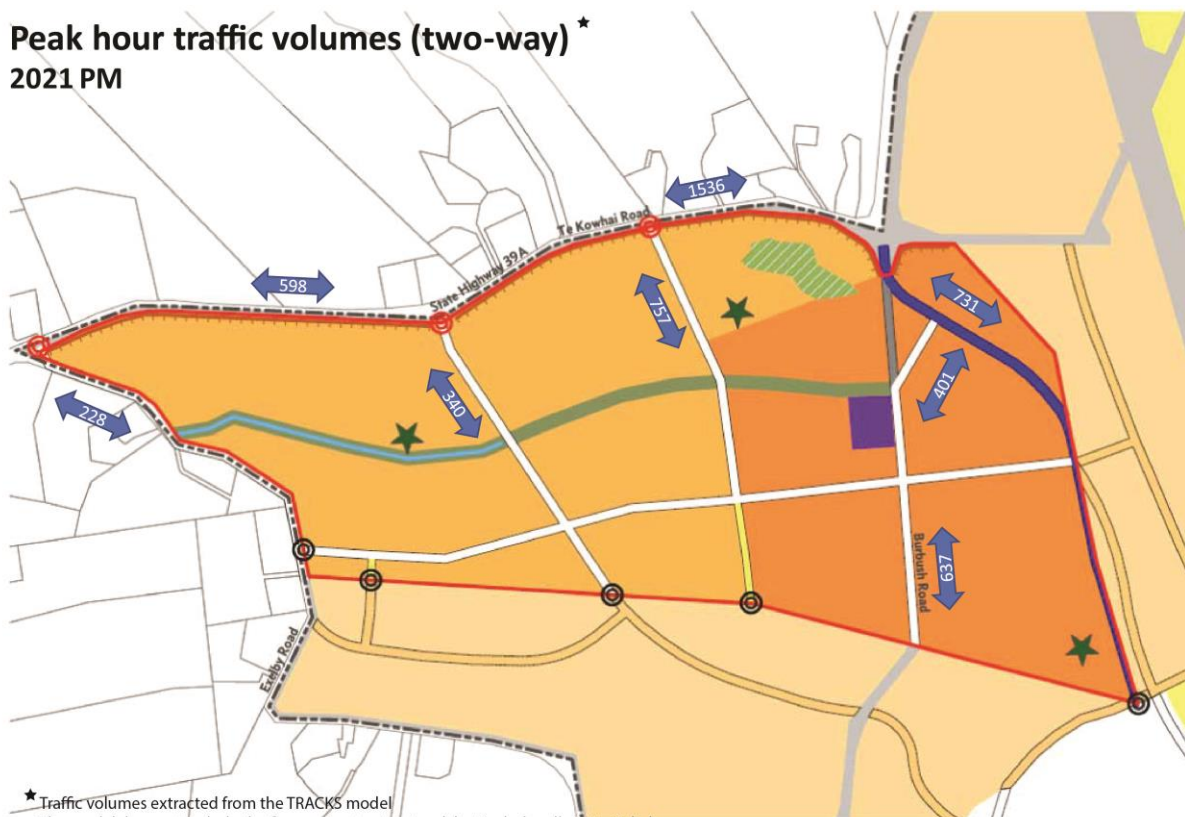 Peak hour traffic volumes (two-way) ★
2021 PM
1536
Te Kowhai Road
State Highway 39A
598
757
731
401
340
228
637
Burbush Road
Exelby Road
★ Traffic volumes extracted from the TRACKS model